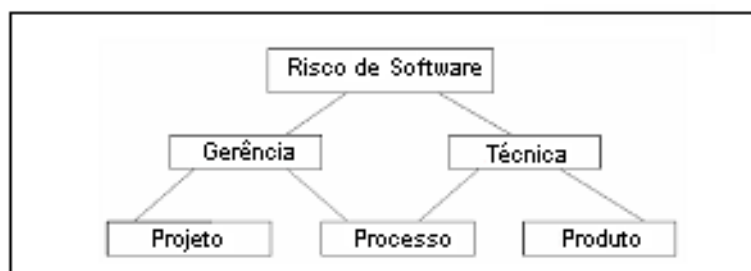 Risco de Software
Gerência
Técnica
Projeto
Processo
Produto